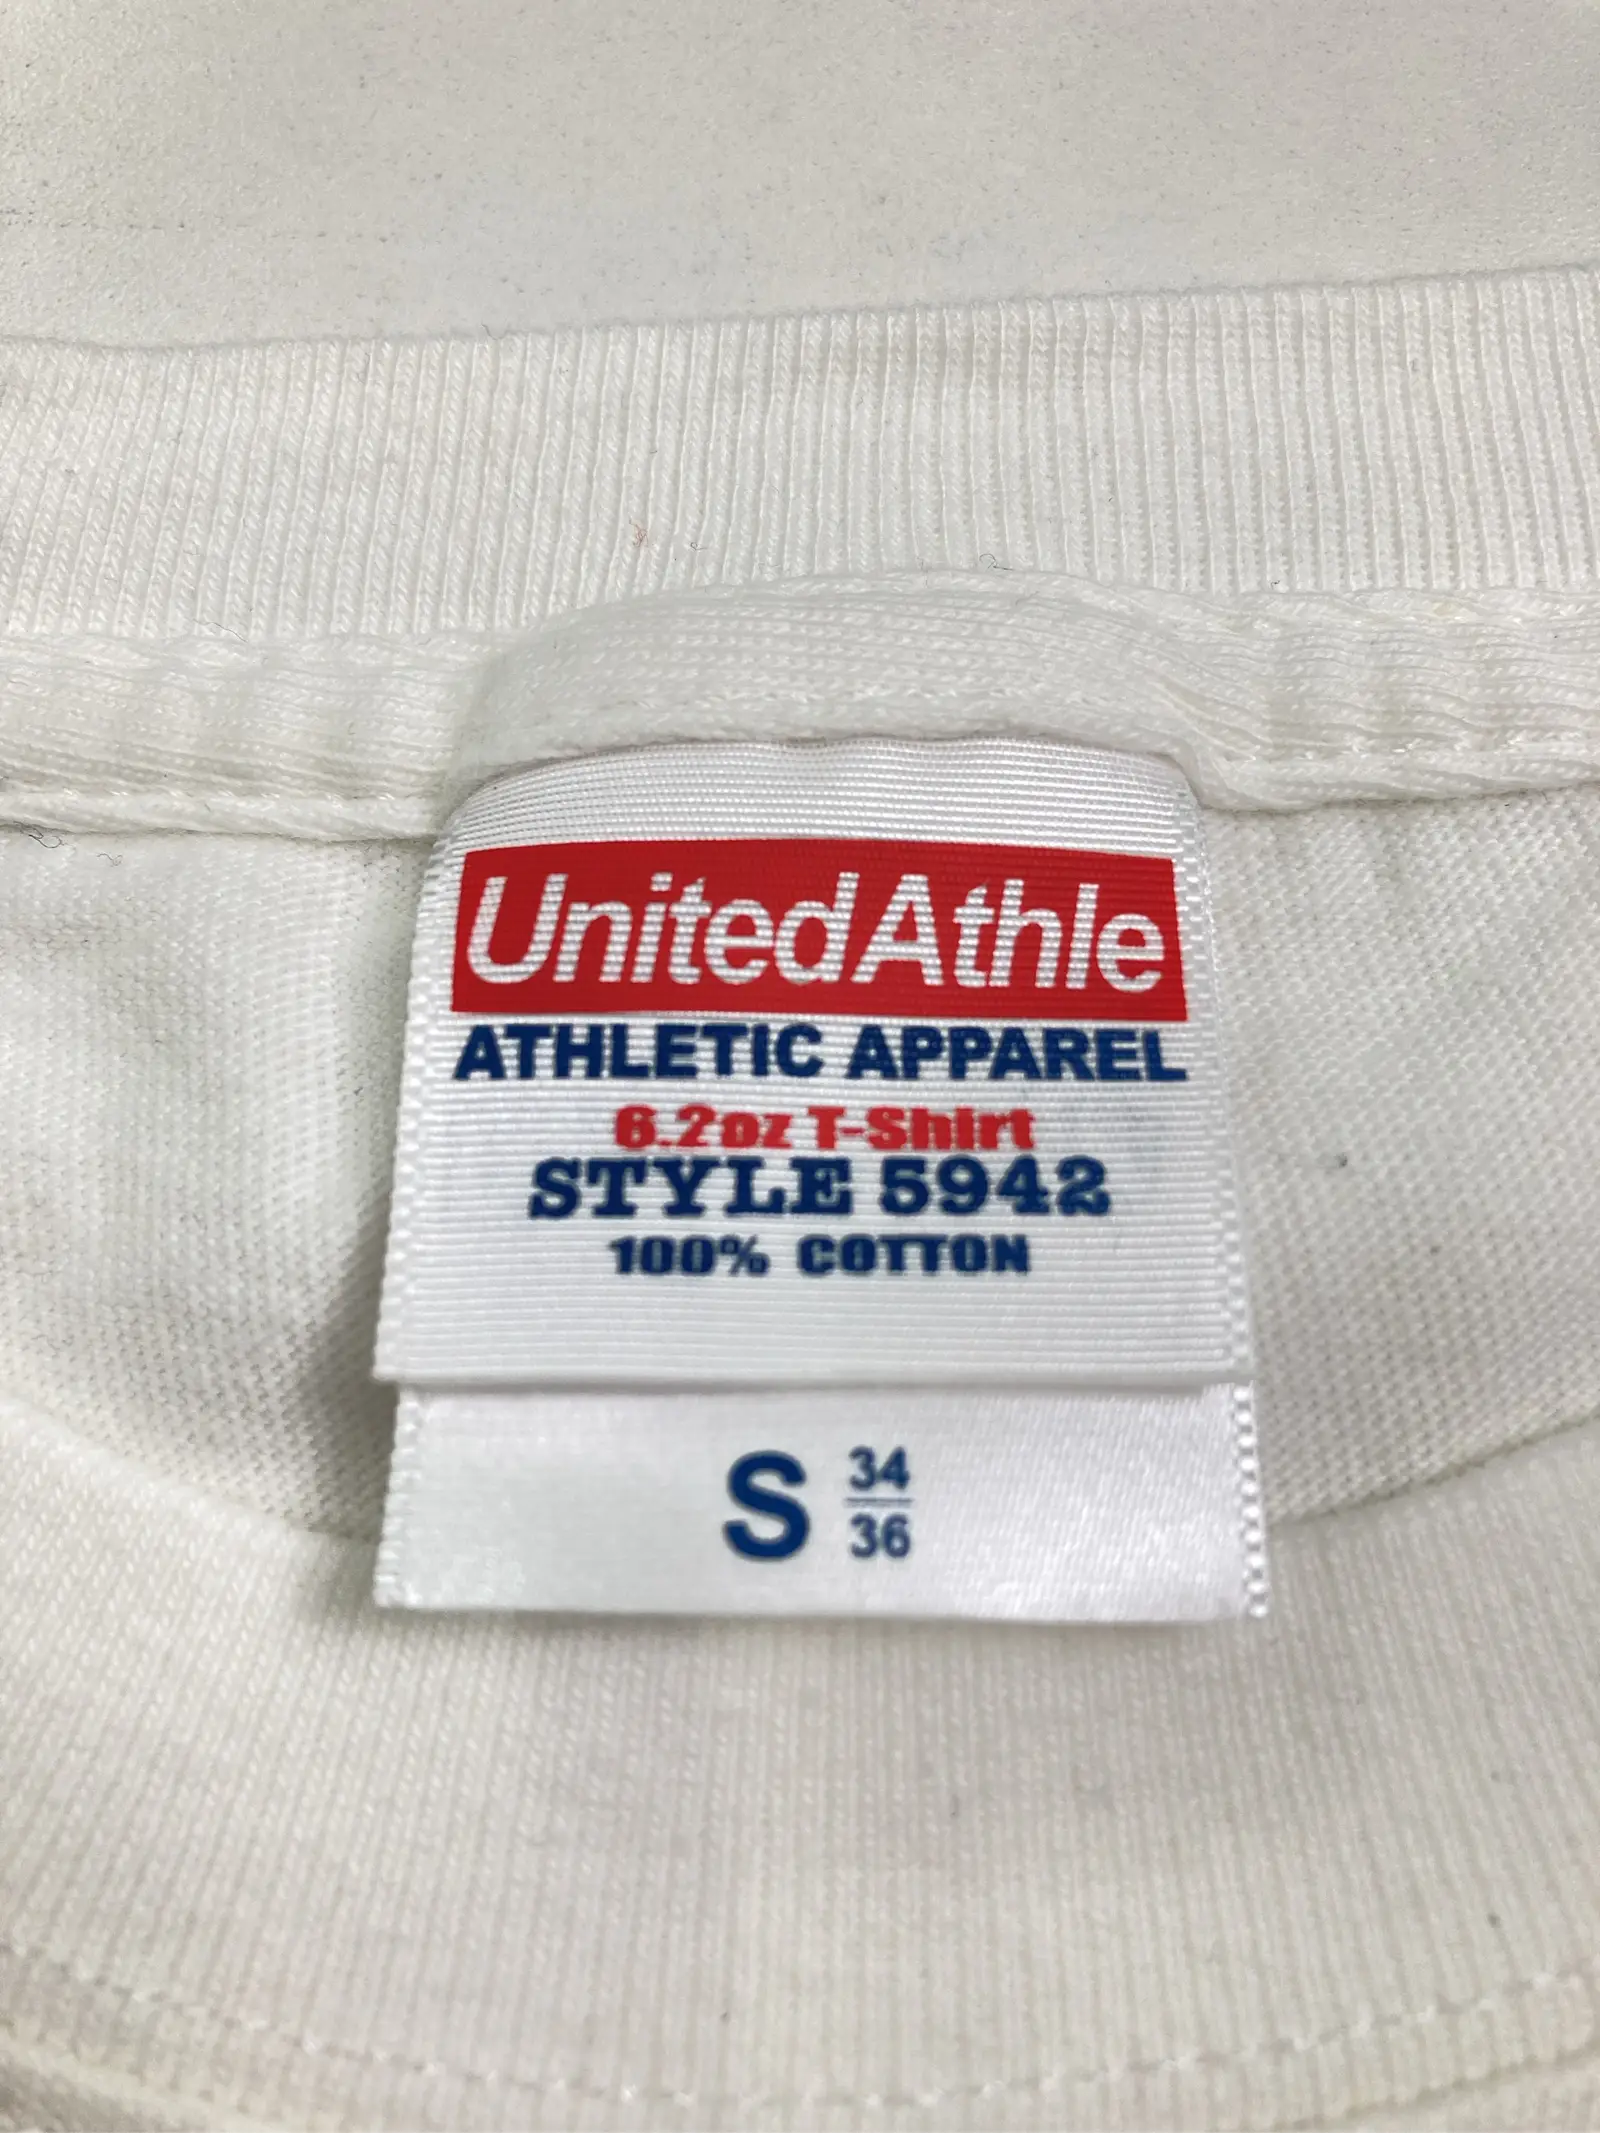 UnitedAthle
ATHLETIC APPAREL
6.2oz T-Shirt
STYLE 5942
100% COTTON
S 34
36